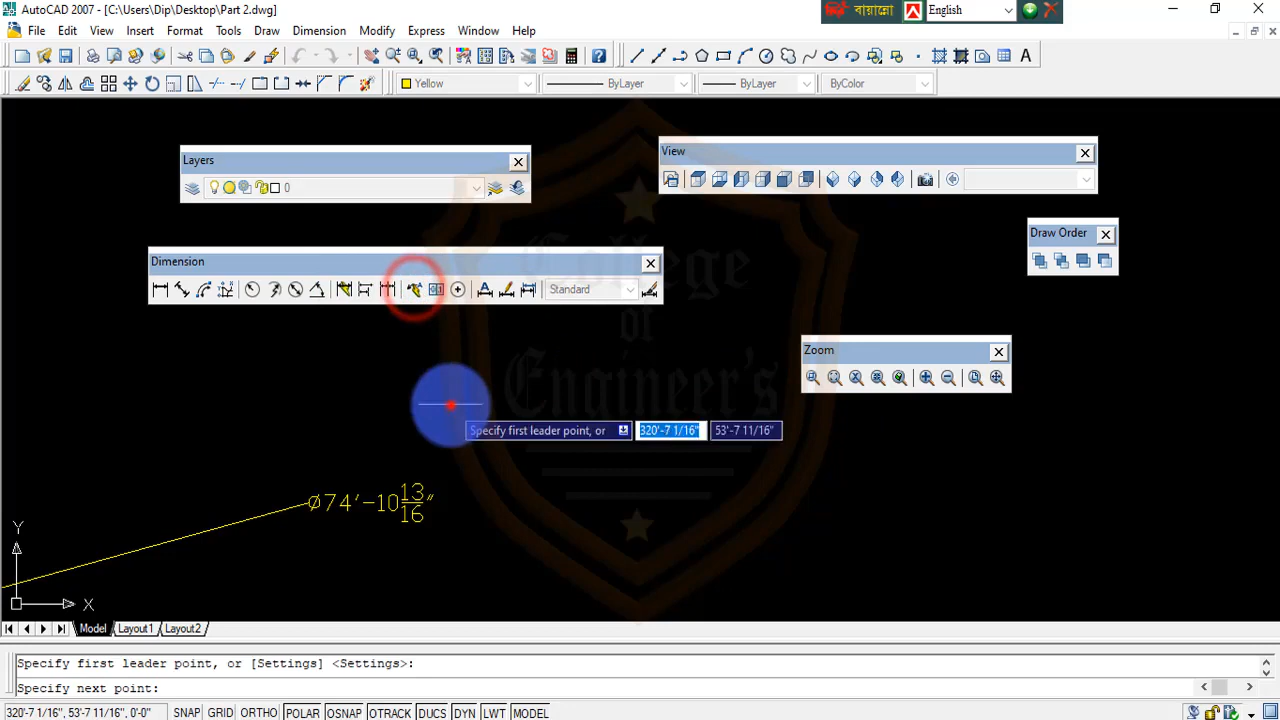 AutoCAD 2007 - [C:\Users\Dip\Desktop\Part 2.dwg]
বায়ান্নো English
File Edit View Insert Format Tools Draw Dimension Modify Express Window Help
A
Yellow ByLayer ByLayer ByColor
Layers
View
0
Draw Order
Dimension
Standard
College
of
Engineer's
Zoom
Specify first leader point, or 320'-7 1/16" 53'-7 11/16"
Ø74'-10 13/16"
Y
X
Model Layout1 Layout2
Specify first leader point, or [Settings] <Settings>:
Specify next point:
320'-7 1/16", 53'-7 11/16", 0'-0" SNAP GRID ORTHO POLAR OSNAP OTRACK DUCS DYN LWT MODEL